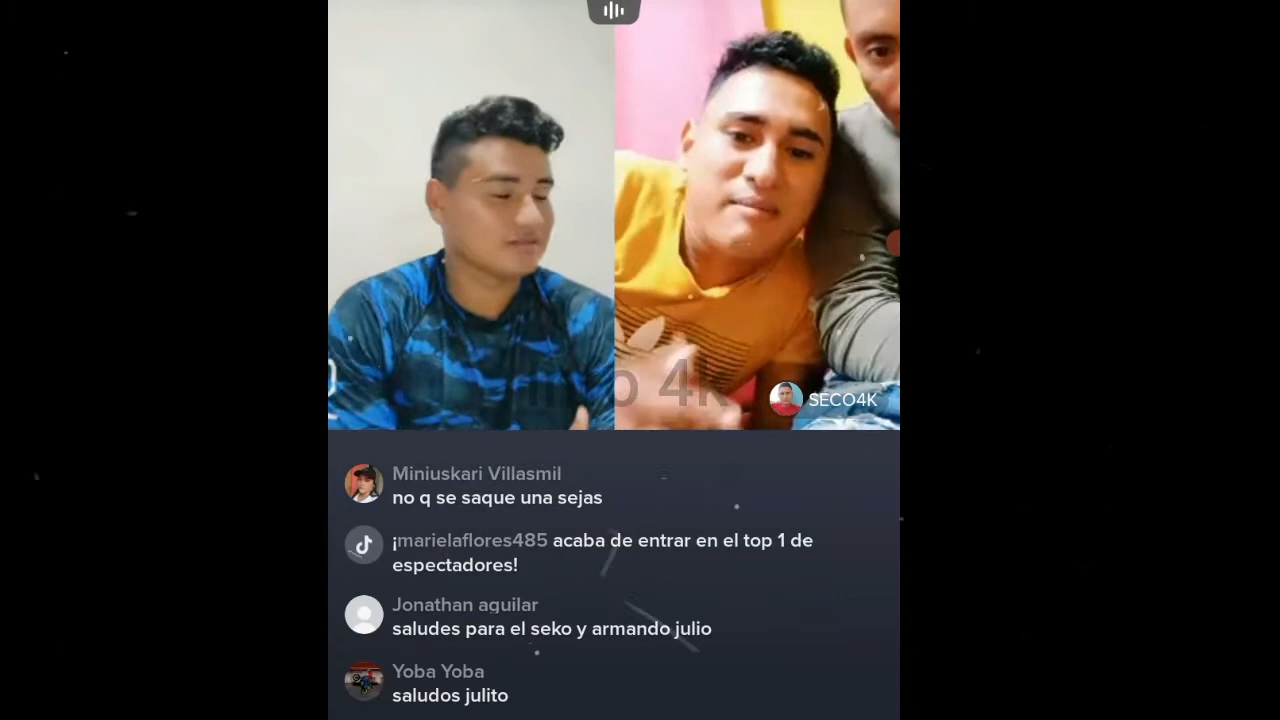 4k
SECO4K
Miniuskari Villasmil
no q se saque una sejas
¡marielaflores485 acaba de entrar en el top 1 de
espectadores!
Jonathan aguilar
saludes para el seko y armando julio
Yoba Yoba
saludos julito